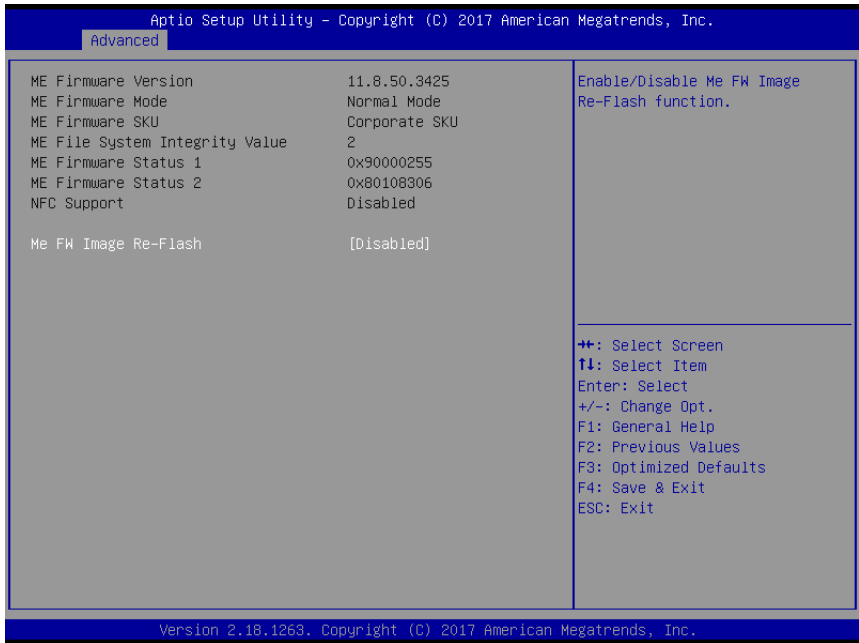 Aptio Setup Utility – Copyright (C) 2017 American Megatrends, Inc.
Advanced
ME Firmware Version 11.8.50.3425
ME Firmware Mode Normal Mode
ME Firmware SKU Corporate SKU
ME File System Integrity Value 2
ME Firmware Status 1 0x90000255
ME Firmware Status 2 0x80108306
NFC Support Disabled
Me FW Image Re-Flash [Disabled]
Enable/Disable Me FW Image
Re-Flash function.
→←: Select Screen
↑↓: Select Item
Enter: Select
+/-: Change Opt.
F1: General Help
F2: Previous Values
F3: Optimized Defaults
F4: Save & Exit
ESC: Exit
Version 2.18.1263. Copyright (C) 2017 American Megatrends, Inc.